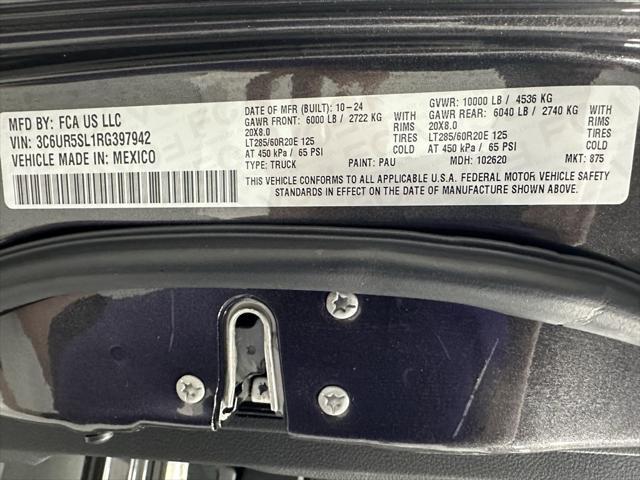 MFD BY: FCA US LLC
VIN: 3C6UR5SL1RG397942
VEHICLE MADE IN: MEXICO
DATE OF MFR (BUILT): 10-24
GAWR FRONT: 6000 LB / 2722 KG
20X8.0
LT285/60R20E 125
AT 450 kPa / 65 PSI
TYPE: TRUCK
PAINT: PAU
WITH
RIMS
TIRES
COLD
GVWR: 10000 LB / 4536 KG
GAWR REAR: 6040 LB / 2740 KG
20X8.0
LT285/60R20E 125
AT 450 kPa / 65 PSI
MDH: 102620
WITH
RIMS
TIRES
COLD
MKT: 875
THIS VEHICLE CONFORMS TO ALL APPLICABLE U.S.A. FEDERAL MOTOR VEHICLE SAFETY
STANDARDS IN EFFECT ON THE DATE OF MANUFACTURE SHOWN ABOVE.